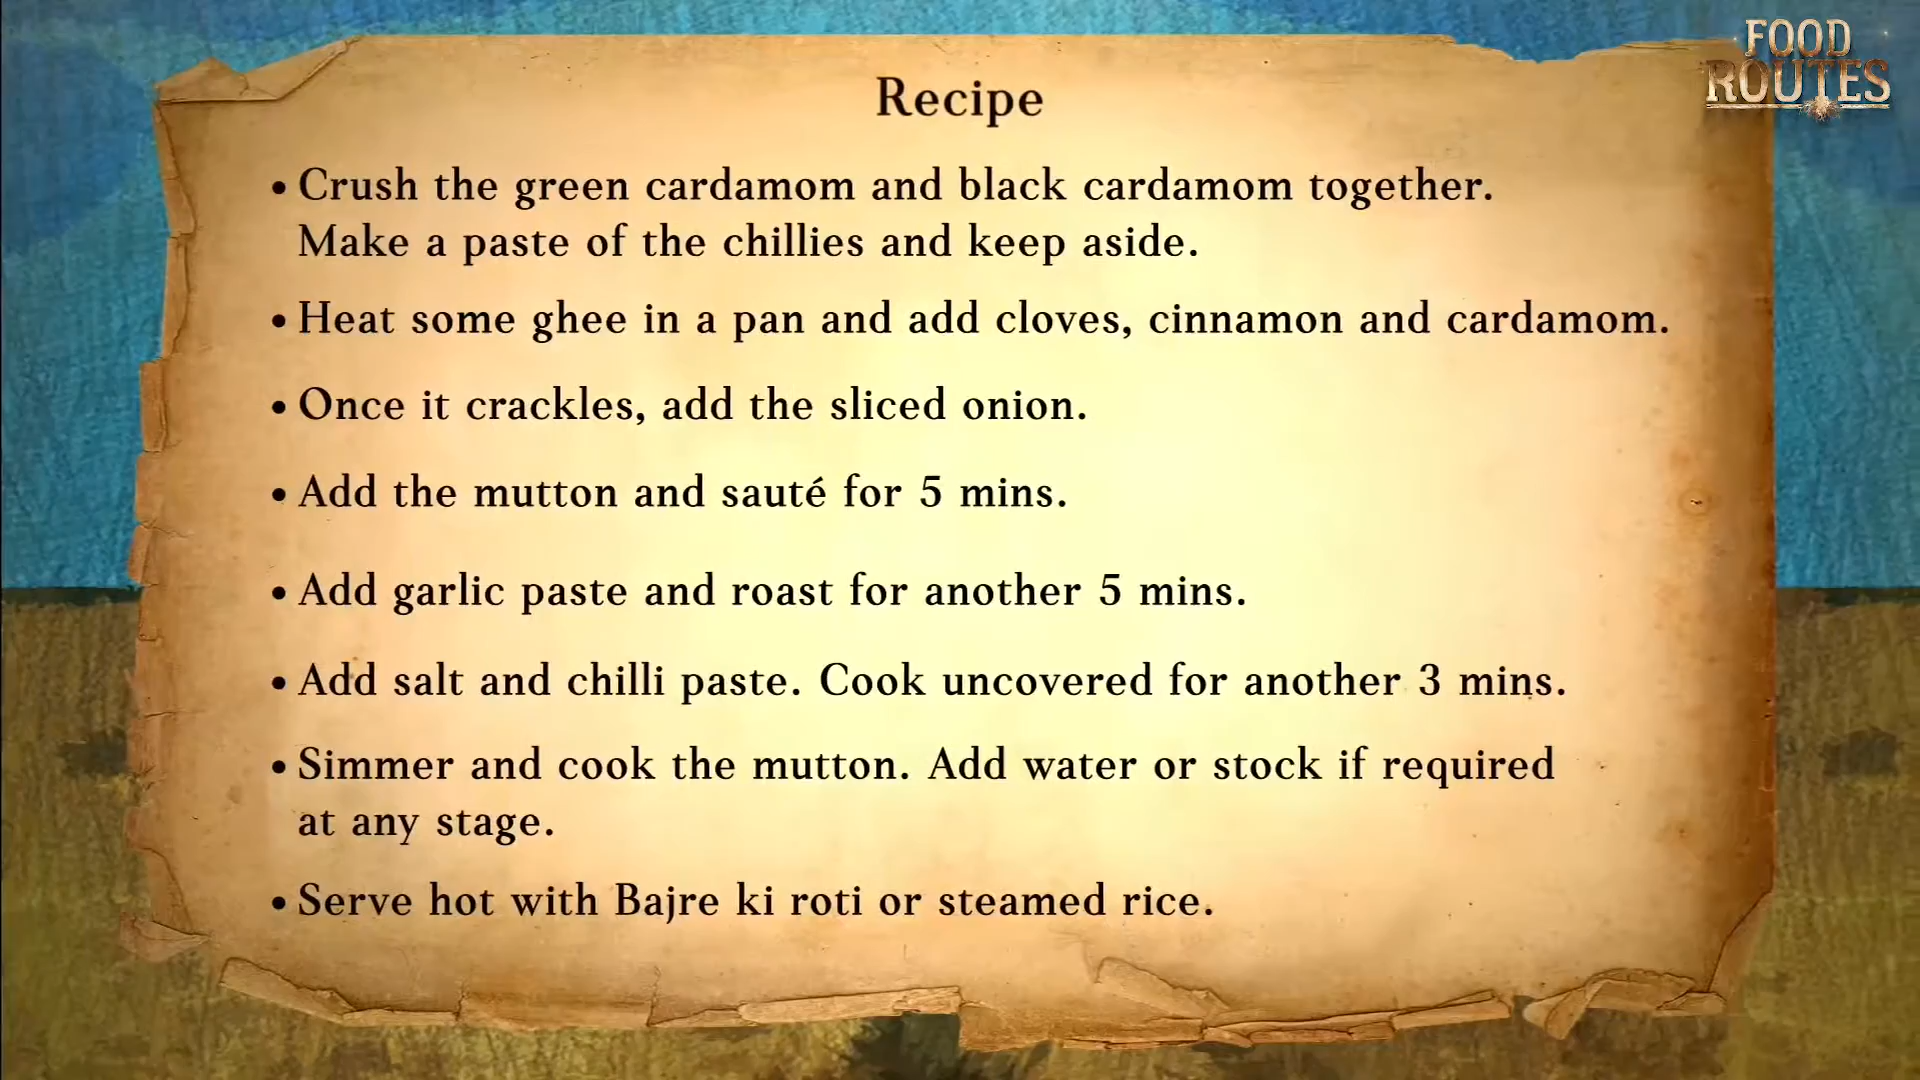 FOOD
ROUTES
Recipe
• Crush the green cardamom and black cardamom together.
Make a paste of the chillies and keep aside.
• Heat some ghee in a pan and add cloves, cinnamon and cardamom.
• Once it crackles, add the sliced onion.
• Add the mutton and sauté for 5 mins.
• Add garlic paste and roast for another 5 mins.
• Add salt and chilli paste. Cook uncovered for another 3 mins.
• Simmer and cook the mutton. Add water or stock if required
at any stage.
• Serve hot with Bajre ki roti or steamed rice.